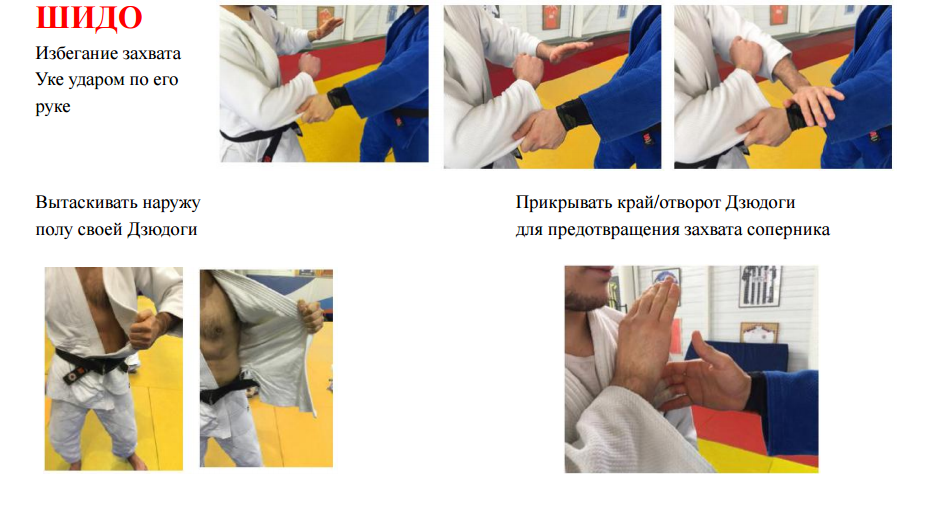 ШИДО
Избегание захвата
Уке ударом по его
руке
Вытаскивать наружу
полу своей Дзюдоги
Прикрывать край/отворот Дзюдоги
для предотвращения захвата соперника